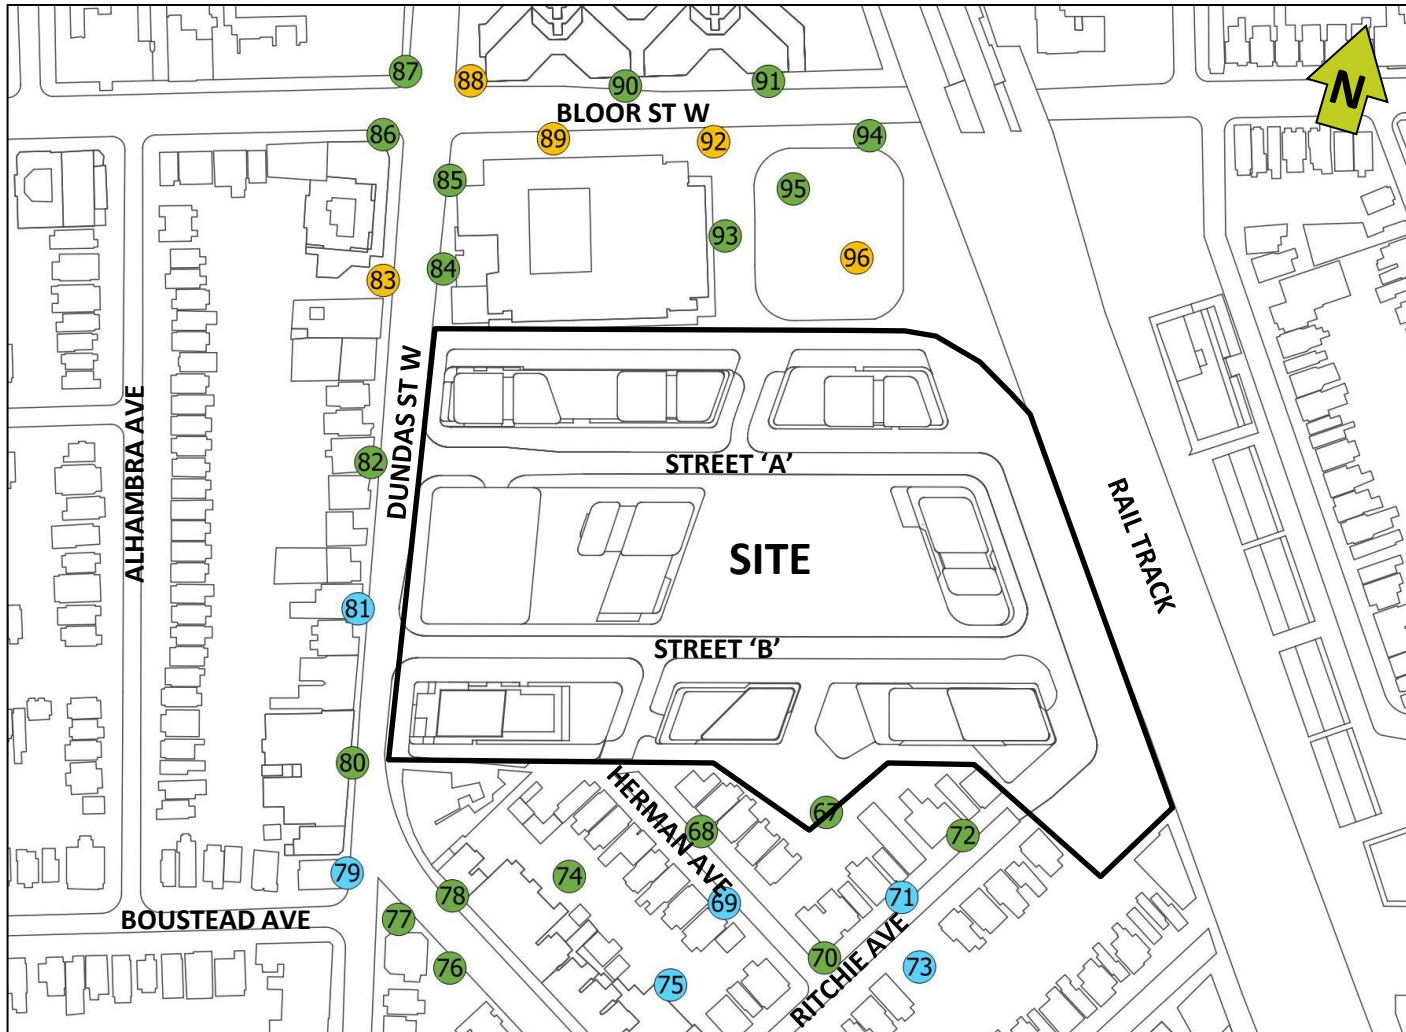 87
88
90
91
N
BLOOR ST W
86
89
92
94
85
95
93
84
96
83
DUNDAS ST W
ALHAMBRA AVE
82
STREET ‘A’
RAIL TRACK
SITE
81
STREET ‘B’
80
HERMAN AVE
67
68
72
79
74
78
69
71
77
BOUSTEAD AVE
76
70
73
75
RITCHIE AVE